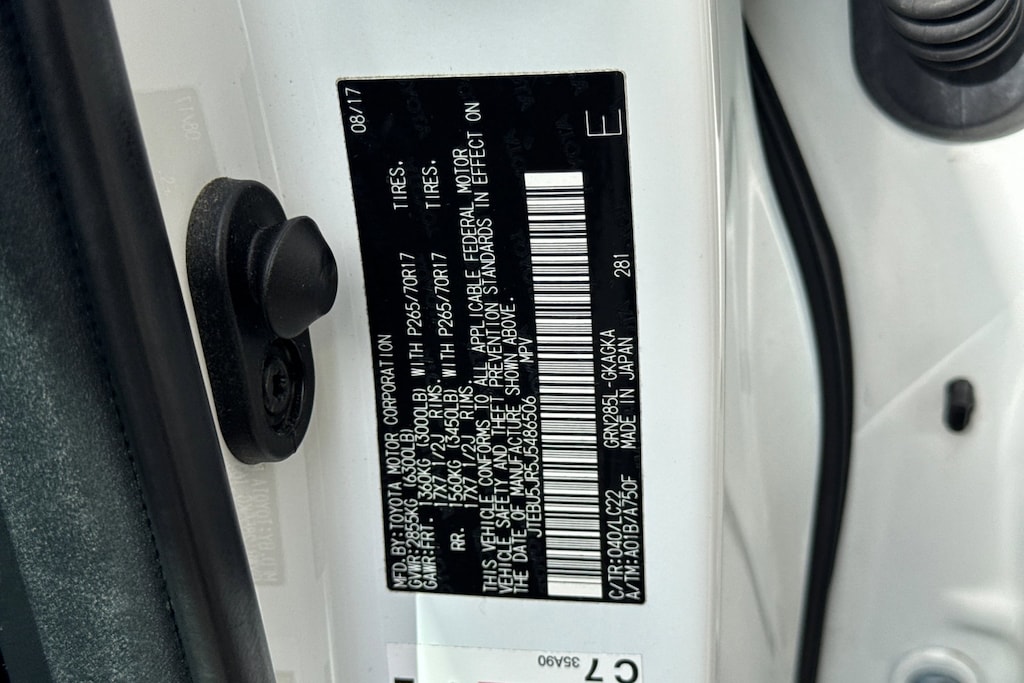 MFD.BY:TOYOTA MOTOR CORPORATION 08/17
GVWR:2855KG (6300LB)
GAWR:FRT. 1360KG (3000LB) WITH P265/70R17 TIRES.
17X7 1/2J RIMS.
RR. 1560KG (3450LB) WITH P265/70R17 TIRES.
17X7 1/2J RIMS.
THIS VEHICLE CONFORMS TO ALL APPLICABLE FEDERAL MOTOR
VEHICLE SAFETY AND THEFT PREVENTION STANDARDS IN EFFECT ON
THE DATE OF MANUFACTURE SHOWN ABOVE.
JTEBU5JR5J5486506 MPV
E
C/TR:040/LC22 GRN285L-GKAGKA
A/TM:A01B/A750F MADE IN JAPAN 281
C7
35A90